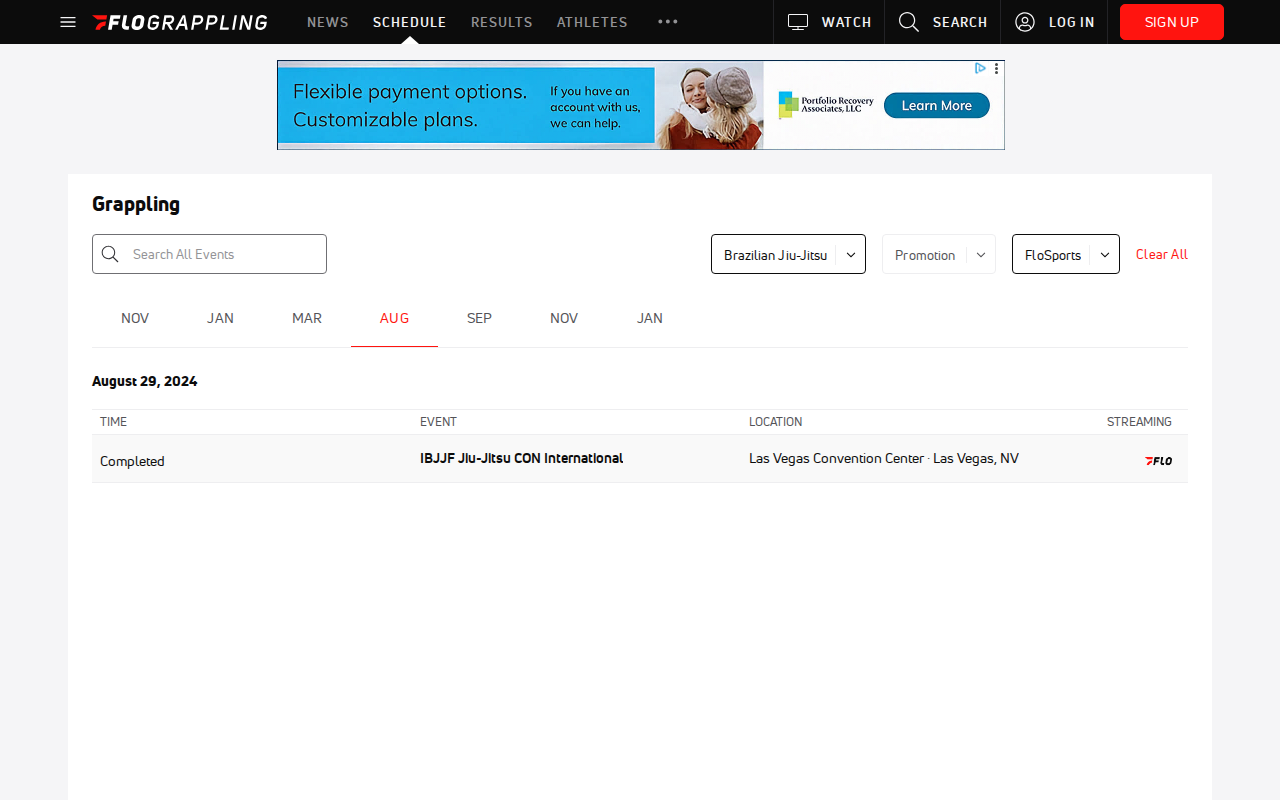 FLOGRAPPLING NEWS SCHEDULE RESULTS ATHLETES WATCH SEARCH LOG IN SIGN UP
Flexible payment options.
Customizable plans.
If you have an
account with us,
we can help.
Portfolio Recovery
Associates, LLC
Learn More
Grappling
Search All Events
Brazilian Jiu-Jitsu
Promotion
FloSports
Clear All
NOV JAN MAR AUG SEP NOV JAN
August 29, 2024
TIME EVENT LOCATION STREAMING
Completed IBJJF Jiu-Jitsu CON International Las Vegas Convention Center · Las Vegas, NV FLO